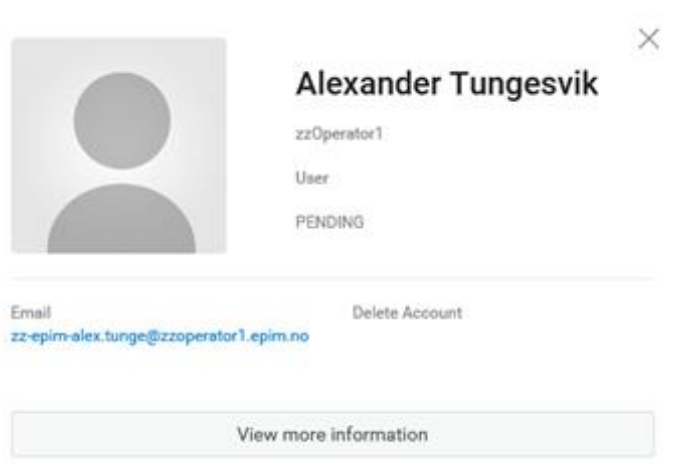 Alexander Tungesvik
zzOperator1
User
PENDING
Email
Delete Account
zz-epim-alex.tunge@zzoperator1.epim.no
View more information